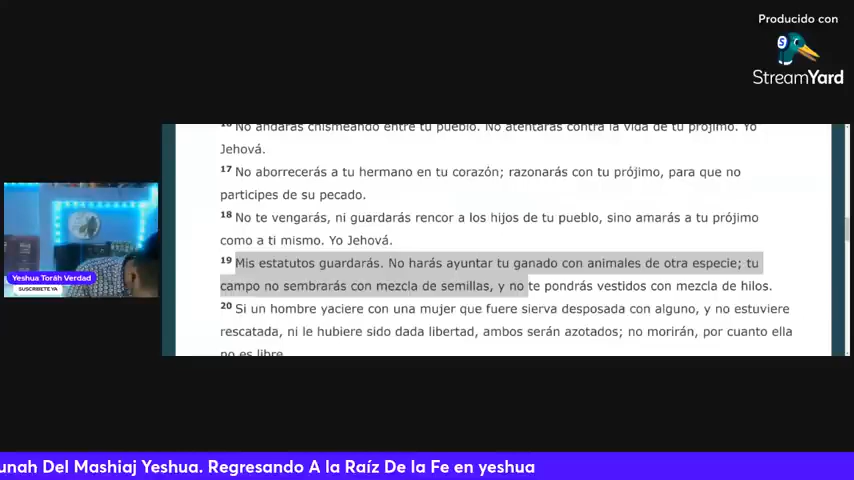 Producido con
StreamYard
16 No andarás chismeando entre tu pueblo. No atentarás contra la vida de tu prójimo. Yo
Jehová.
17 No aborrecerás a tu hermano en tu corazón; razonarás con tu prójimo, para que no
participes de su pecado.
18 No te vengarás, ni guardarás rencor a los hijos de tu pueblo, sino amarás a tu prójimo
como a ti mismo. Yo Jehová.
19 Mis estatutos guardarás. No harás ayuntar tu ganado con animales de otra especie; tu
campo no sembrarás con mezcla de semillas, y no te pondrás vestidos con mezcla de hilos.
20 Si un hombre yaciere con una mujer que fuere sierva desposada con alguno, y no estuviere
rescatada, ni le hubiere sido dada libertad, ambos serán azotados; no morirán, por cuanto ella
no es libre.
Yeshua Toráh Verdad
SUSCRIBETE YA
unah Del Mashiaj Yeshua. Regresando A la Raíz De la Fe en yeshua